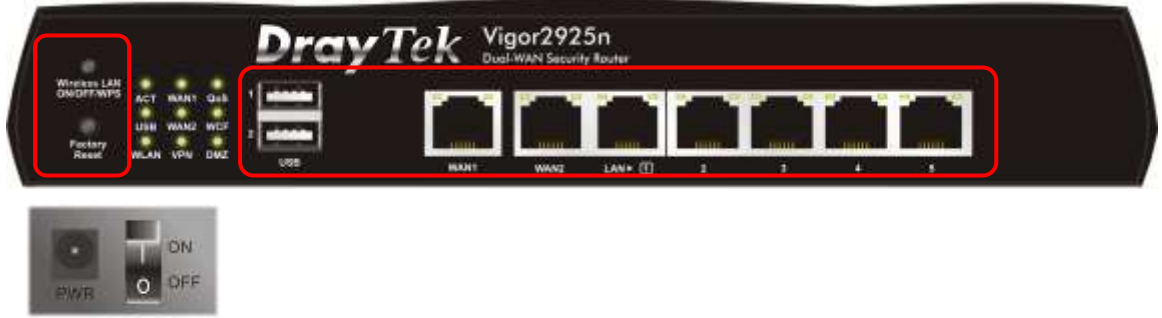 DrayTek Vigor2925n
Dual-WAN Security Router
Wireless LAN
ON/OFF/WPS
ACT WAN1 QoS
USB WAN2 WCF
Factory
Reset
WLAN VPN DMZ
1
2
USB
WAN1 WAN2 LAN 1 2 3 4 5
PWR
ON
OFF